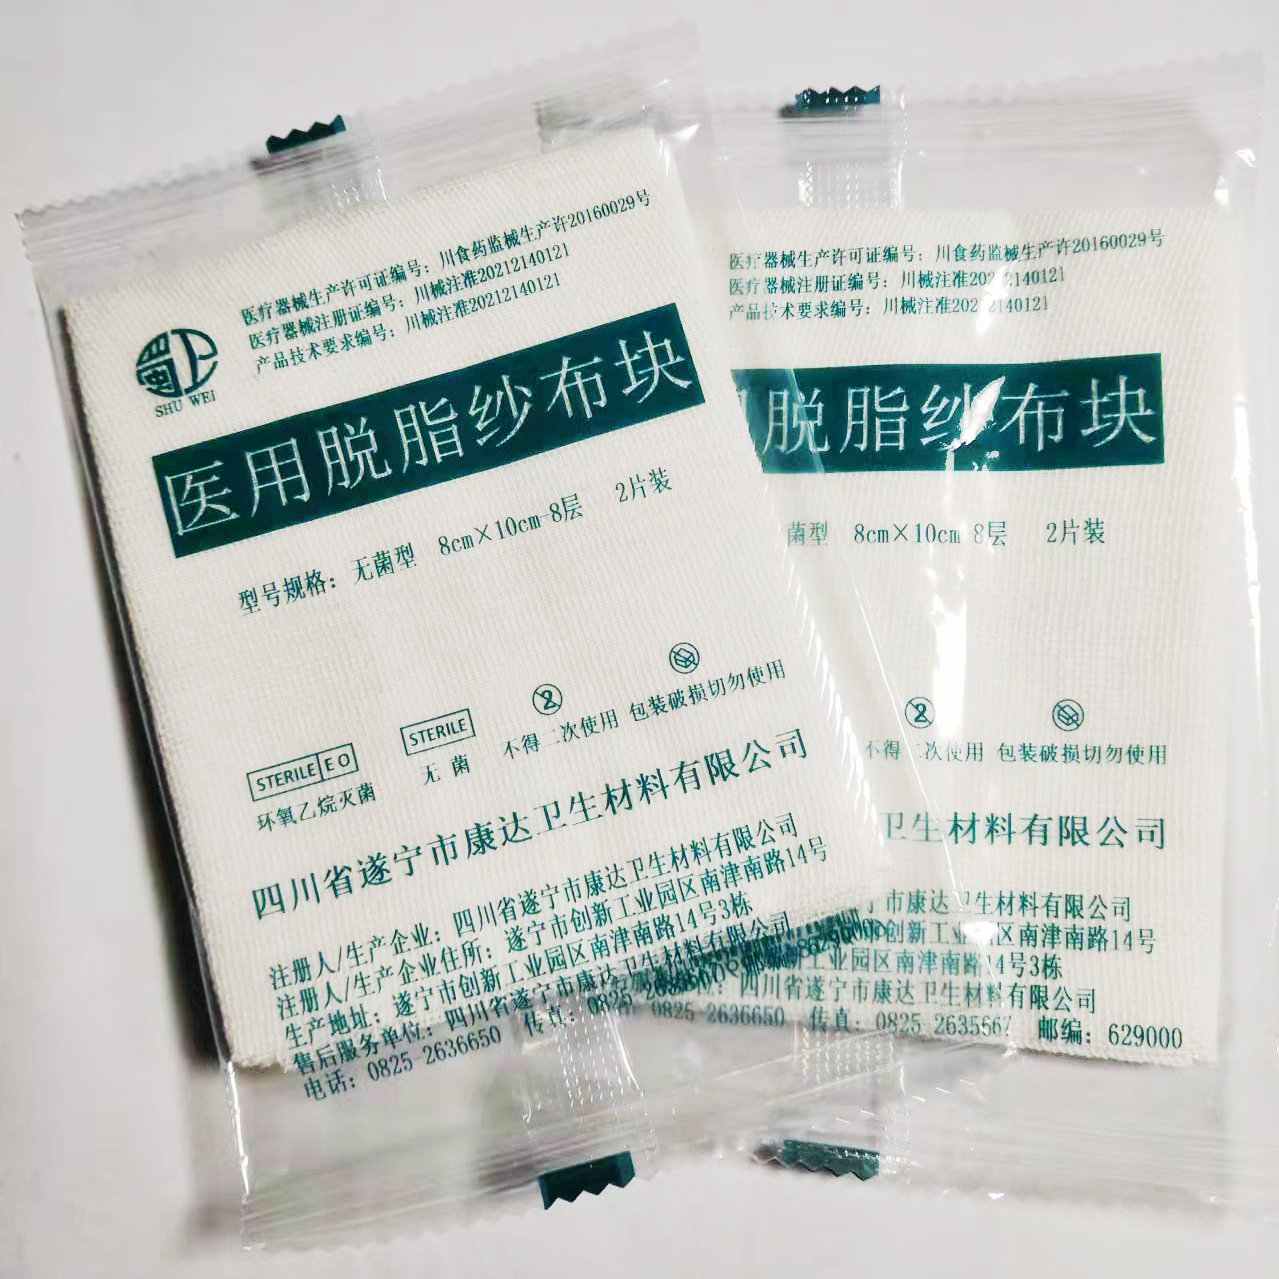 医疗器械生产许可证编号：川食药监械生产许20160029号
医疗器械注册证编号：川械注准20212140121
产品技术要求编号：川械注准20212140121
SHU WEI
医用脱脂纱布块
型号规格：无菌型 8cm×10cm-8层 2片装
STERILE EO
环氧乙烷灭菌
STERILE
无菌
2
不得二次使用
包装破损切勿使用
四川省遂宁市康达卫生材料有限公司
注册人/生产企业：四川省遂宁市康达卫生材料有限公司
注册人/生产企业住所：遂宁市创新工业园区南津南路14号
生产地址：遂宁市创新工业园区南津南路14号3栋
售后服务单位：四川省遂宁市康达卫生材料有限公司
电话：0825-2636650 传真：0825
医疗器械生产许可证编号：川食药监械生产许20160029号
医疗器械注册证编号：川械注准20212140121
产品技术要求编号：川械注准20212140121
脱脂纱布块
菌型 8cm×10cm 8层 2片装
2
不得二次使用
包装破损切勿使用
卫生材料有限公司
宁市康达卫生材料有限公司
创新工业园区南津南路14号
工业园区南津南路14号3栋
四川省遂宁市康达卫生材料有限公司
0825-2636650 传真：0825-2635667 邮编：629000